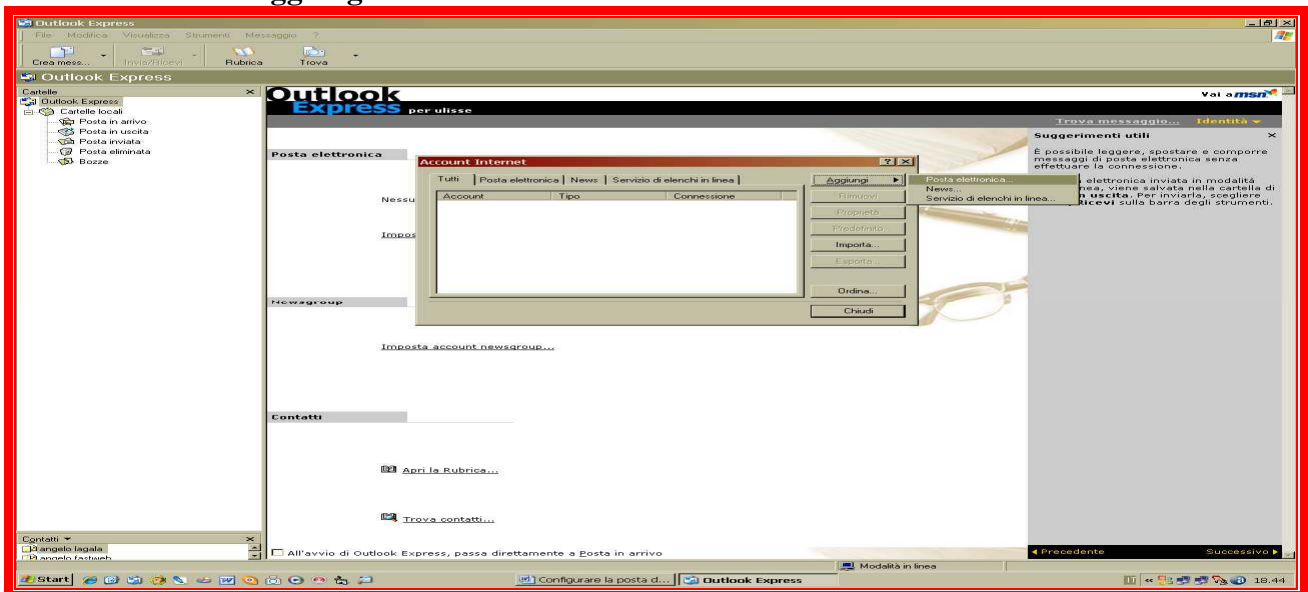 Outlook Express
File Modifica Visualizza Strumenti Messaggio ?
Crea mess... Invia/Ricevi Rubrica Trova
Outlook Express
Cartelle
Outlook Express
Cartelle locali
Posta in arrivo
Posta in uscita
Posta inviata
Posta eliminata
Bozze
Contatti
angelo lagala
angelo fastweb
Outlook
Express per ulisse
Vai a msn
Trova messaggio... Identità
Posta elettronica
Nessu
Impos
Newsgroup
Imposta account newsgroup...
Contatti
Apri la Rubrica...
Trova contatti...
All'avvio di Outlook Express, passa direttamente a Posta in arrivo
Account Internet
Tutti Posta elettronica News Servizio di elenchi in linea
Account Tipo Connessione
Aggiungi
Rimuovi
Proprietà
Predefinito
Importa...
Esporta...
Ordina...
Chiudi
Posta elettronica...
News...
Servizio di elenchi in linea...
Suggerimenti utili
È possibile leggere, spostare e comporre
messaggi di posta elettronica senza
effettuare la connessione.
elettronica inviata in modalità
nea, viene salvata nella cartella di
n uscita. Per inviarla, scegliere
Ricevi sulla barra degli strumenti.
Precedente Successivo
Modalità in linea
Start Configurare la posta d... Outlook Express 18.44